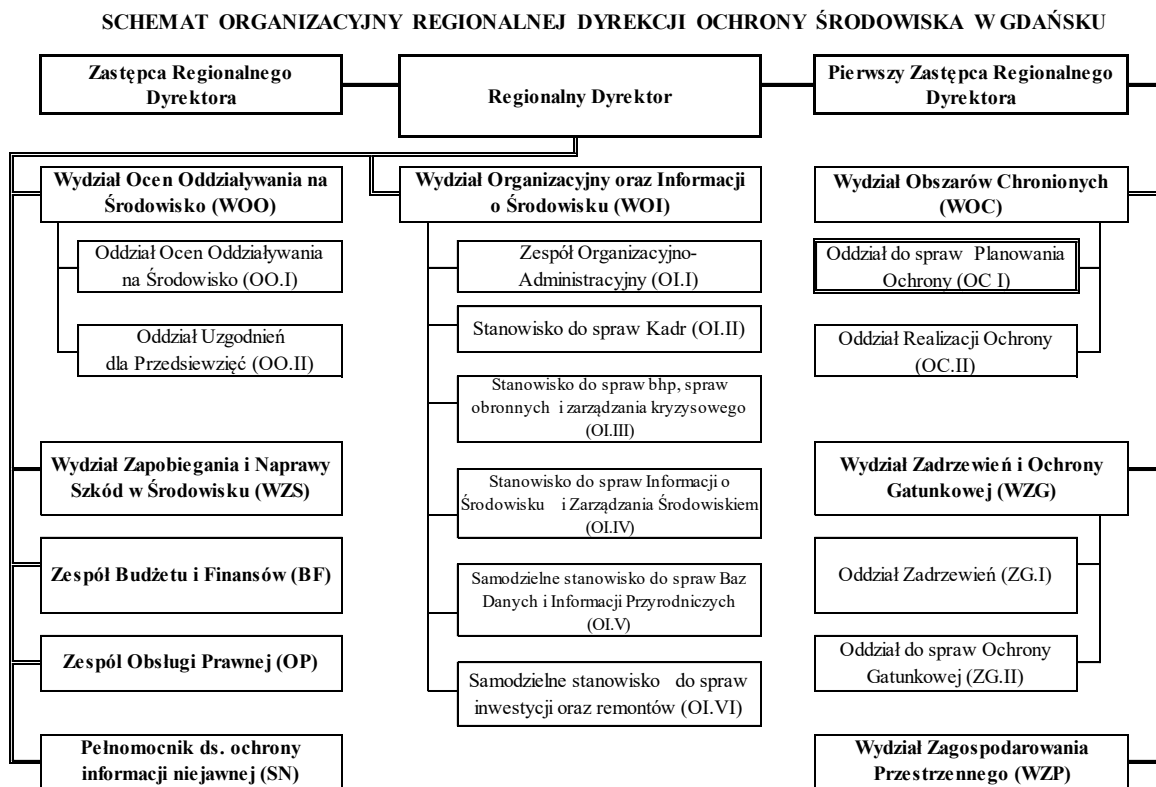 SCHEMAT ORGANIZACYJNY REGIONALNEJ DYREKCJI OCHRONY ŚRODOWISKA W GDAŃSKU
Zastępca Regionalnego
Dyrektora
Regionalny Dyrektor
Pierwszy Zastępca Regionalnego
Dyrektora
Wydział Ocen Oddziaływania na
Środowisko (WOO)
Oddział Ocen Oddziaływania
na Środowisko (OO.I)
Oddział Uzgodnień
dla Przedsiewzięć (OO.II)
Wydział Zapobiegania i Naprawy
Szkód w Środowisku (WZS)
Zespół Budżetu i Finansów (BF)
Zespól Obsługi Prawnej (OP)
Pełnomocnik ds. ochrony
informacji niejawnej (SN)
Wydział Organizacyjny oraz Informacji
o Środowisku (WOI)
Zespół Organizacyjno-
Administracyjny (OI.I)
Stanowisko do spraw Kadr (OI.II)
Stanowisko do spraw bhp, spraw
obronnych i zarządzania kryzysowego
(OI.III)
Stanowisko do spraw Informacji o
Środowisku i Zarządzania Środowiskiem
(OI.IV)
Samodzielne stanowisko do spraw Baz
Danych i Informacji Przyrodniczych
(OI.V)
Samodzielne stanowisko do spraw
inwestycji oraz remontów (OI.VI)
Wydział Obszarów Chronionych
(WOC)
Oddział do spraw Planowania
Ochrony (OC I)
Oddział Realizacji Ochrony
(OC.II)
Wydział Zadrzewień i Ochrony
Gatunkowej (WZG)
Oddział Zadrzewień (ZG.I)
Oddział do spraw Ochrony
Gatunkowej (ZG.II)
Wydział Zagospodarowania
Przestrzennego (WZP)